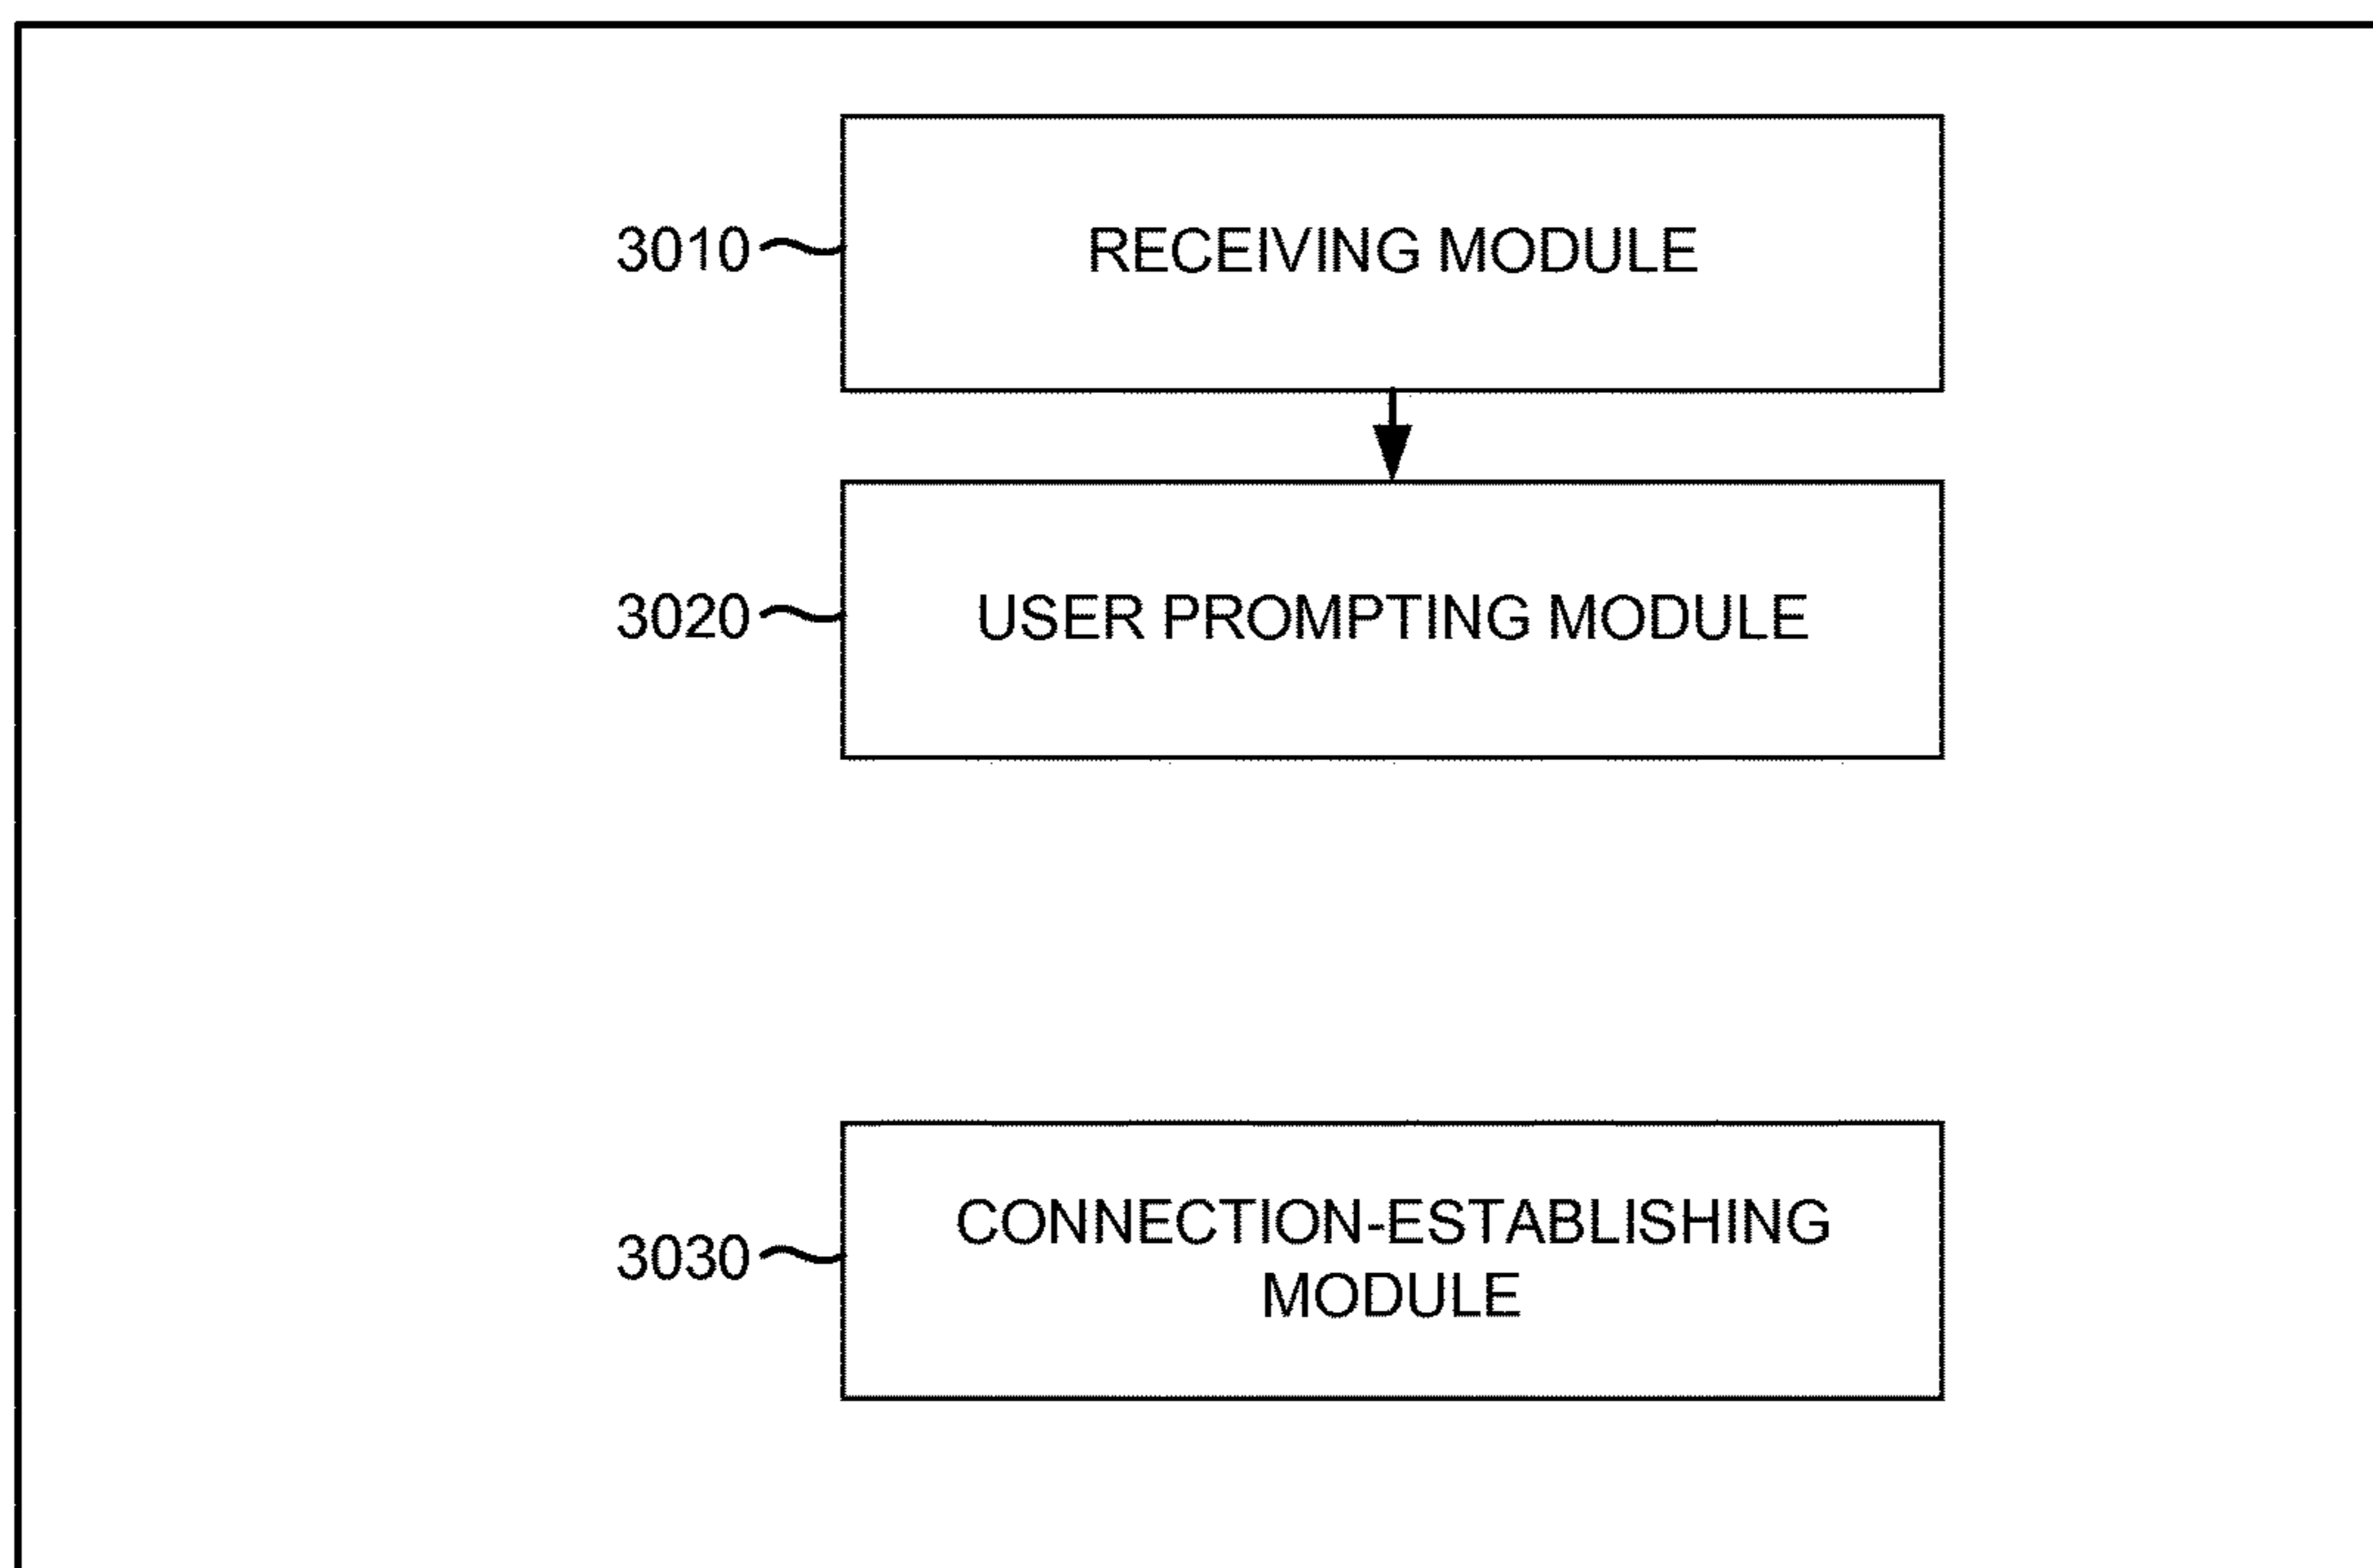 3010
RECEIVING MODULE
3020
USER PROMPTING MODULE
3030
CONNECTION-ESTABLISHING
MODULE